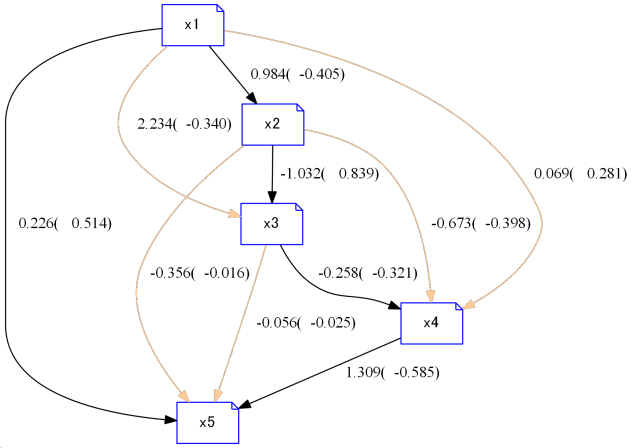 x1
0.984( -0.405)
x2
2.234( -0.340)
-1.032( 0.839)
0.069( 0.281)
x3
0.226( 0.514)
-0.673( -0.398)
-0.356( -0.016)
-0.258( -0.321)
x4
-0.056( -0.025)
1.309( -0.585)
x5